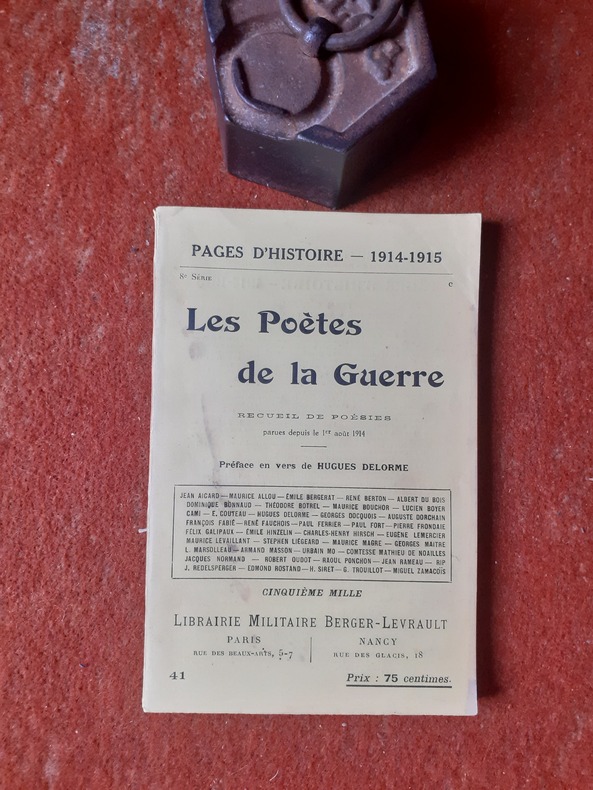 PAGES D'HISTOIRE — 1914-1915
8e SÉRIE
Les Poètes
de la Guerre
RECUEIL DE POÉSIES
parues depuis le 1er août 1914
Préface en vers de HUGUES DELORME
JEAN AICARD — MAURICE ALLOU — ÉMILE BERGERAT — RENÉ BERTON — ALBERT DU BOIS
DOMINIQUE BONNAUD — THÉODORE BOTREL — MAURICE BOUCHOR — LUCIEN BOYER
CAMI — E. COUTEAU — HUGUES DELORME — GEORGES DOCQUOIS — AUGUSTE DORCHAIN
FRANÇOIS FABIÉ — RENÉ FAUCHOIS — PAUL FERRIER — PAUL FORT — PIERRE FRONDAIE
FÉLIX GALIPAUX — ÉMILE HINZELIN — CHARLES-HENRY HIRSCH — EUGÈNE LEMERCIER
MAURICE LEVAILLANT — STEPHEN LIÉGEARD — MAURICE MAGRE — GEORGES MAITRE
L. MARSOLLEAU — ARMAND MASSON — URBAIN MO — COMTESSE MATHIEU DE NOAILLES
JACQUES NORMAND — ROBERT OUDOT — RAOUL PONCHON — JEAN RAMEAU — RIP
J. REDELSPERGER — EDMOND ROSTAND — H. SIRET — G. TROUILLOT — MIGUEL ZAMACOÏS
CINQUIÈME MILLE
LIBRAIRIE MILITAIRE BERGER-LEVRAULT
PARIS NANCY
RUE DES BEAUX-ARTS, 5-7 RUE DES GLACIS, 18
41 Prix : 75 centimes.